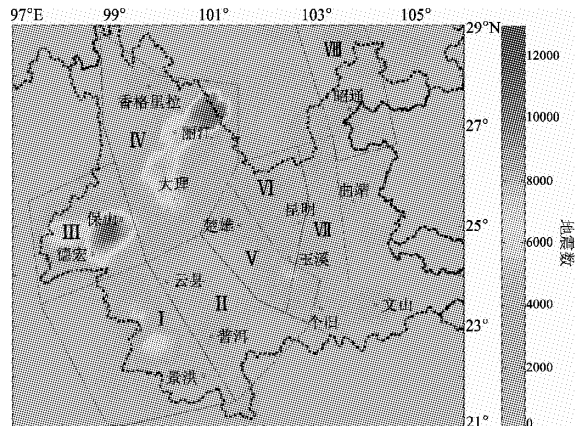 97°E 99° 101° 103° 105°
29°N
27°
25°
23°
21°
12000
10000
8000
6000
4000
2000
0
地震数
Ⅷ
昭通
香格里拉
丽江
Ⅳ
大理
Ⅵ
曲靖
昆明
保山
楚雄
Ⅲ
Ⅶ
德宏
Ⅴ
玉溪
云县
Ⅱ
文山
Ⅰ
个旧
普洱
景洪